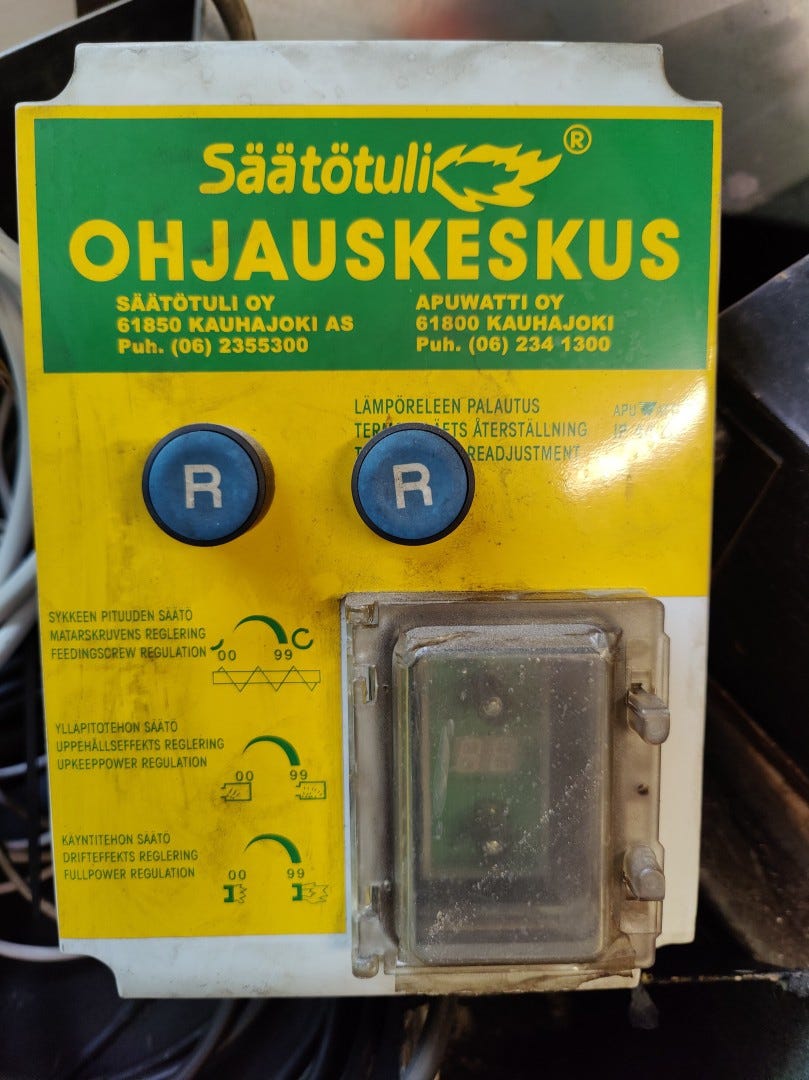 Säätötuli®
OHJAUSKESKUS
SÄÄTÖTULI OY
61850 KAUHAJOKI AS
Puh. (06) 2355300
APUWATTI OY
61800 KAUHAJOKI
Puh. (06) 234 1300
LÄMPÖRELEEN PALAUTUS
ÅTERSTÄLLNING
READJUSTMENT
R
R
SYKKEEN PITUUDEN SÄÄTÖ
MATARSKRUVENS REGLERING
FEEDINGSCREW REGULATION
00 99
YLLAPITOTEHON SÄÄTÖ
UPPEHÅLLSEFFEKTS REGLERING
UPKEEPPOWER REGULATION
00 99
KÄYNTITEHON SÄÄTÖ
DRIFTEFFEKTS REGLERING
FULLPOWER REGULATION
00 99